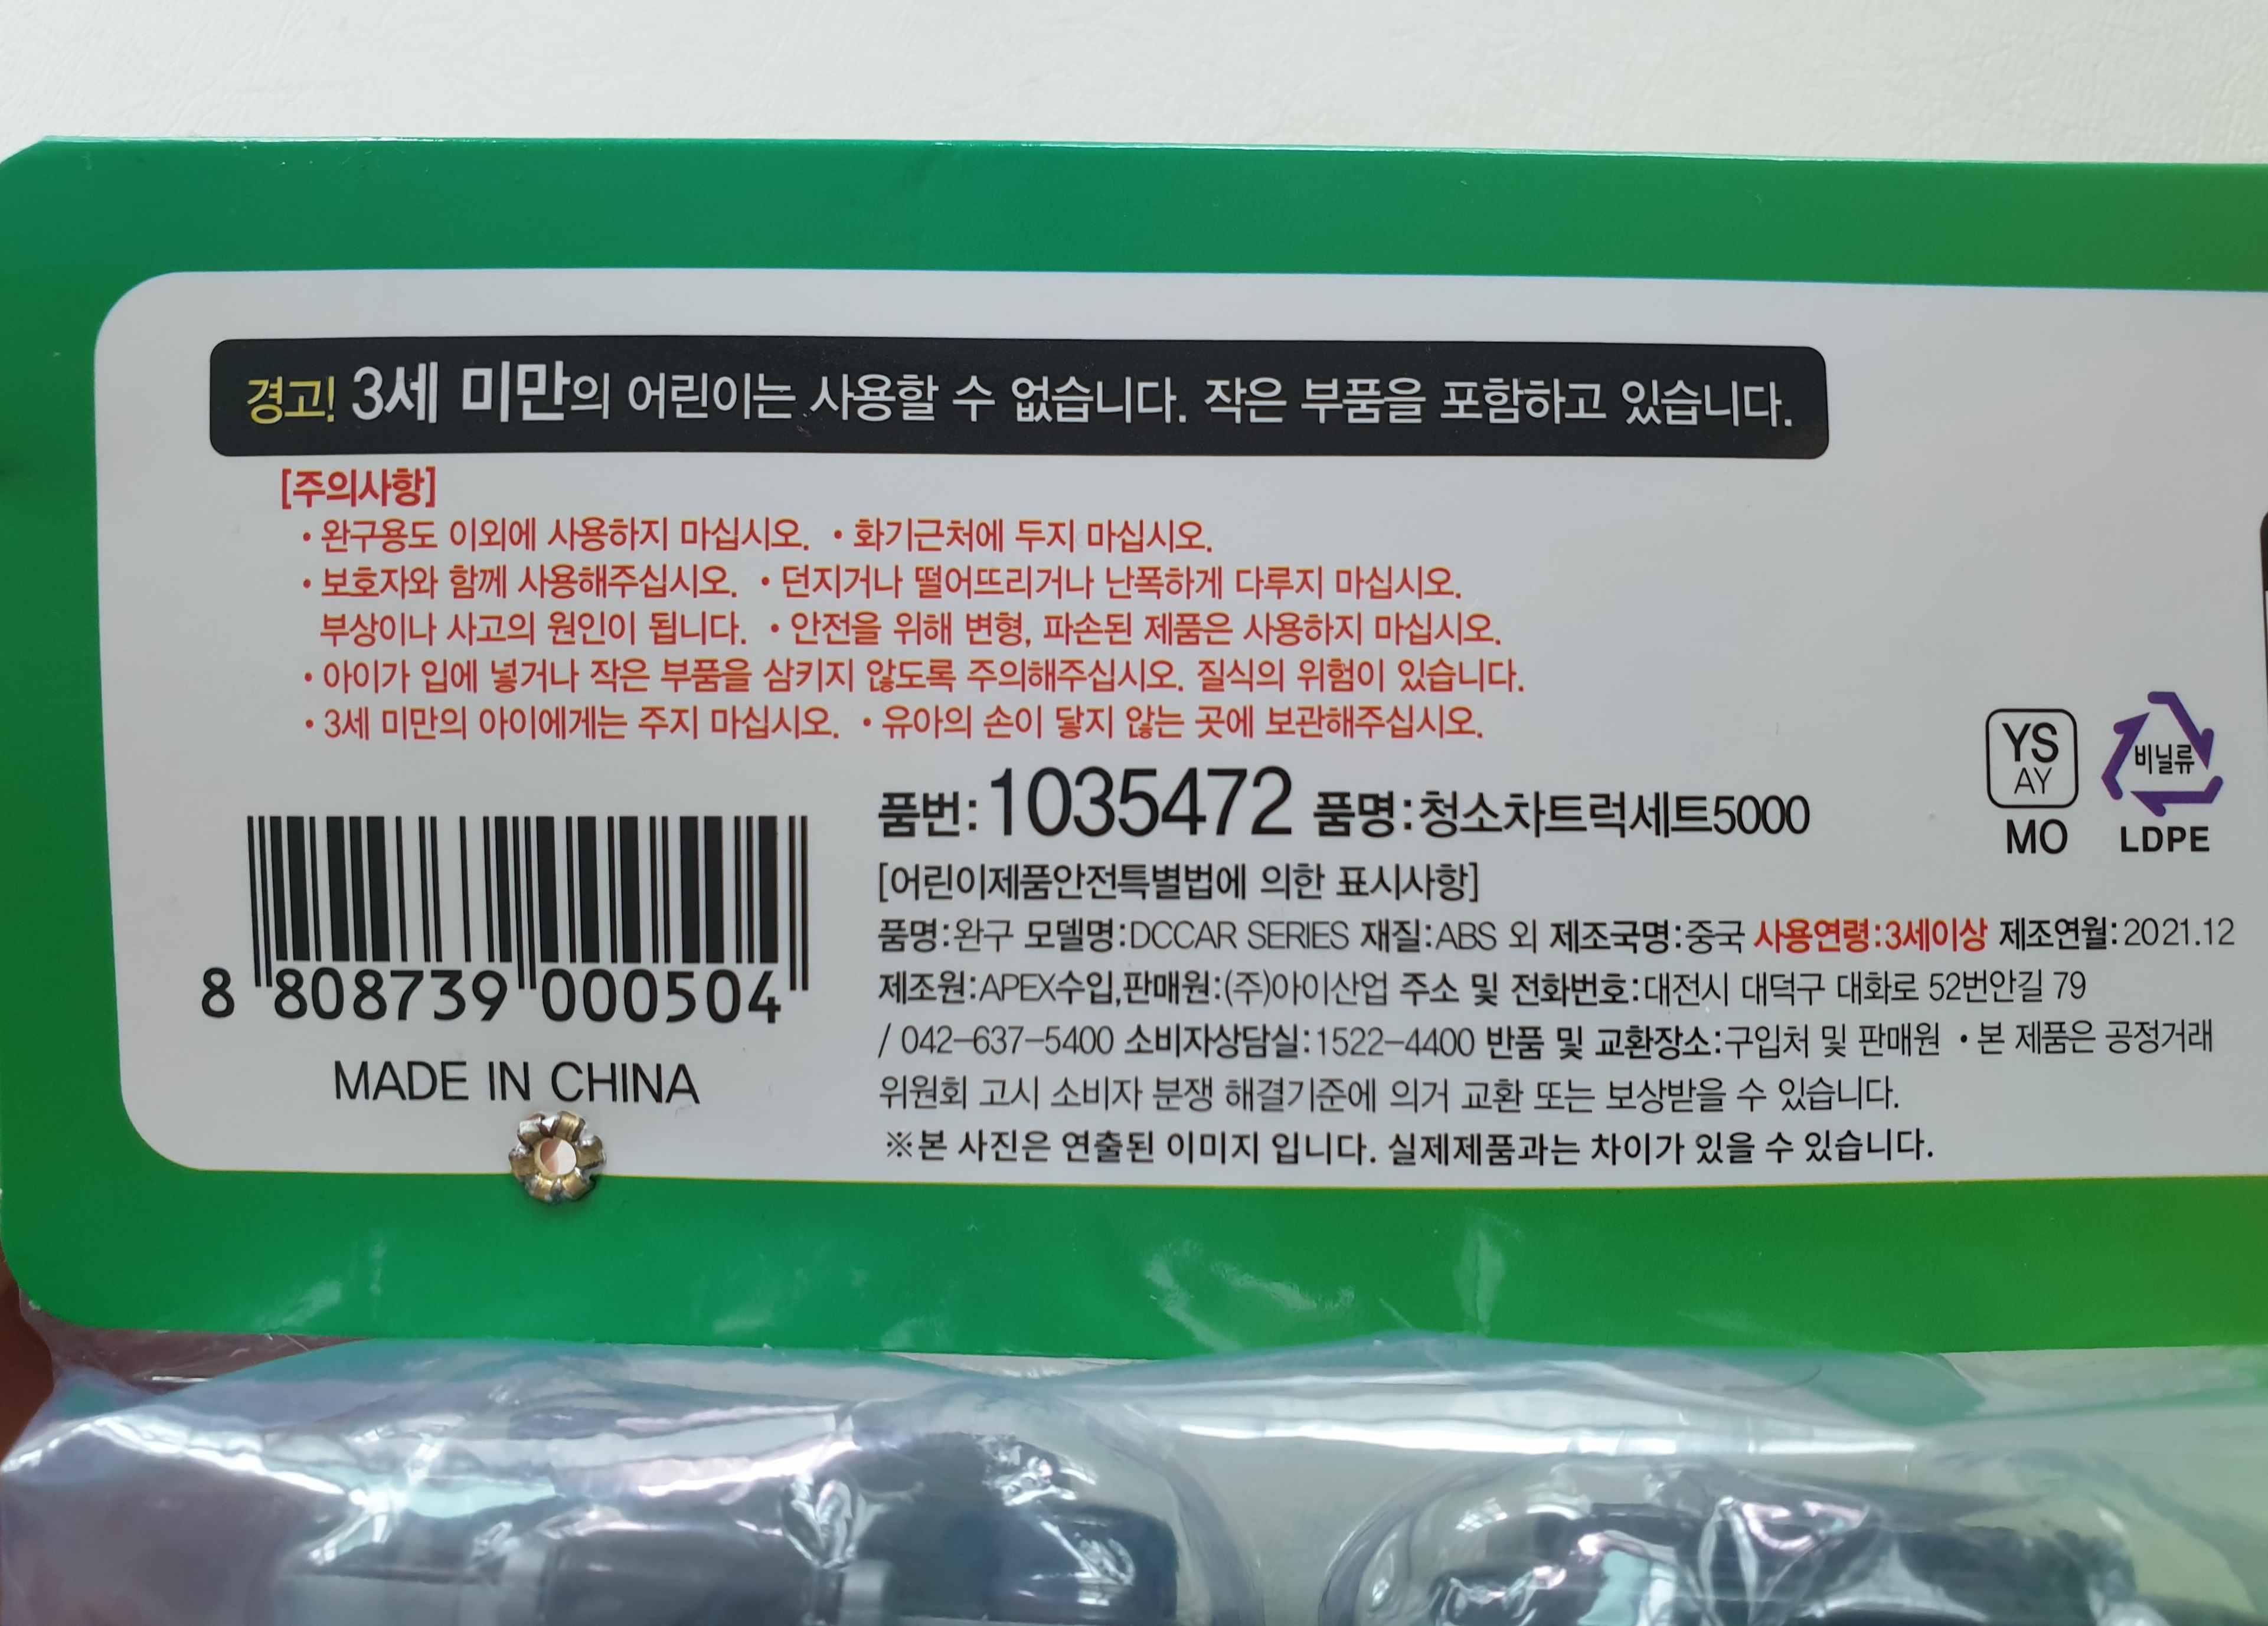 경고! 3세 미만의 어린이는 사용할 수 없습니다. 작은 부품을 포함하고 있습니다.
[주의사항]
• 완구용도 이외에 사용하지 마십시오. • 화기근처에 두지 마십시오.
• 보호자와 함께 사용해주십시오. • 던지거나 떨어뜨리거나 난폭하게 다루지 마십시오.
부상이나 사고의 원인이 됩니다. • 안전을 위해 변형, 파손된 제품은 사용하지 마십시오.
• 아이가 입에 넣거나 작은 부품을 삼키지 않도록 주의해주십시오. 질식의 위험이 있습니다.
• 3세 미만의 아이에게는 주지 마십시오. • 유아의 손이 닿지 않는 곳에 보관해주십시오.
YS
AY
MO
비닐류
LDPE
품번:1035472 품명:청소차트럭세트5000
[어린이제품안전특별법에 의한 표시사항]
품명:완구 모델명:DCCAR SERIES 재질:ABS 외 제조국명:중국 사용연령:3세이상 제조연월:2021.12
제조원:APEX수입,판매원:(주)아이산업 주소 및 전화번호:대전시 대덕구 대화로 52번안길 79
/ 042-637-5400 소비자상담실:1522-4400 반품 및 교환장소:구입처 및 판매원 • 본 제품은 공정거래
위원회 고시 소비자 분쟁 해결기준에 의거 교환 또는 보상받을 수 있습니다.
※본 사진은 연출된 이미지 입니다. 실제제품과는 차이가 있을 수 있습니다.
8 808739 000504
MADE IN CHINA